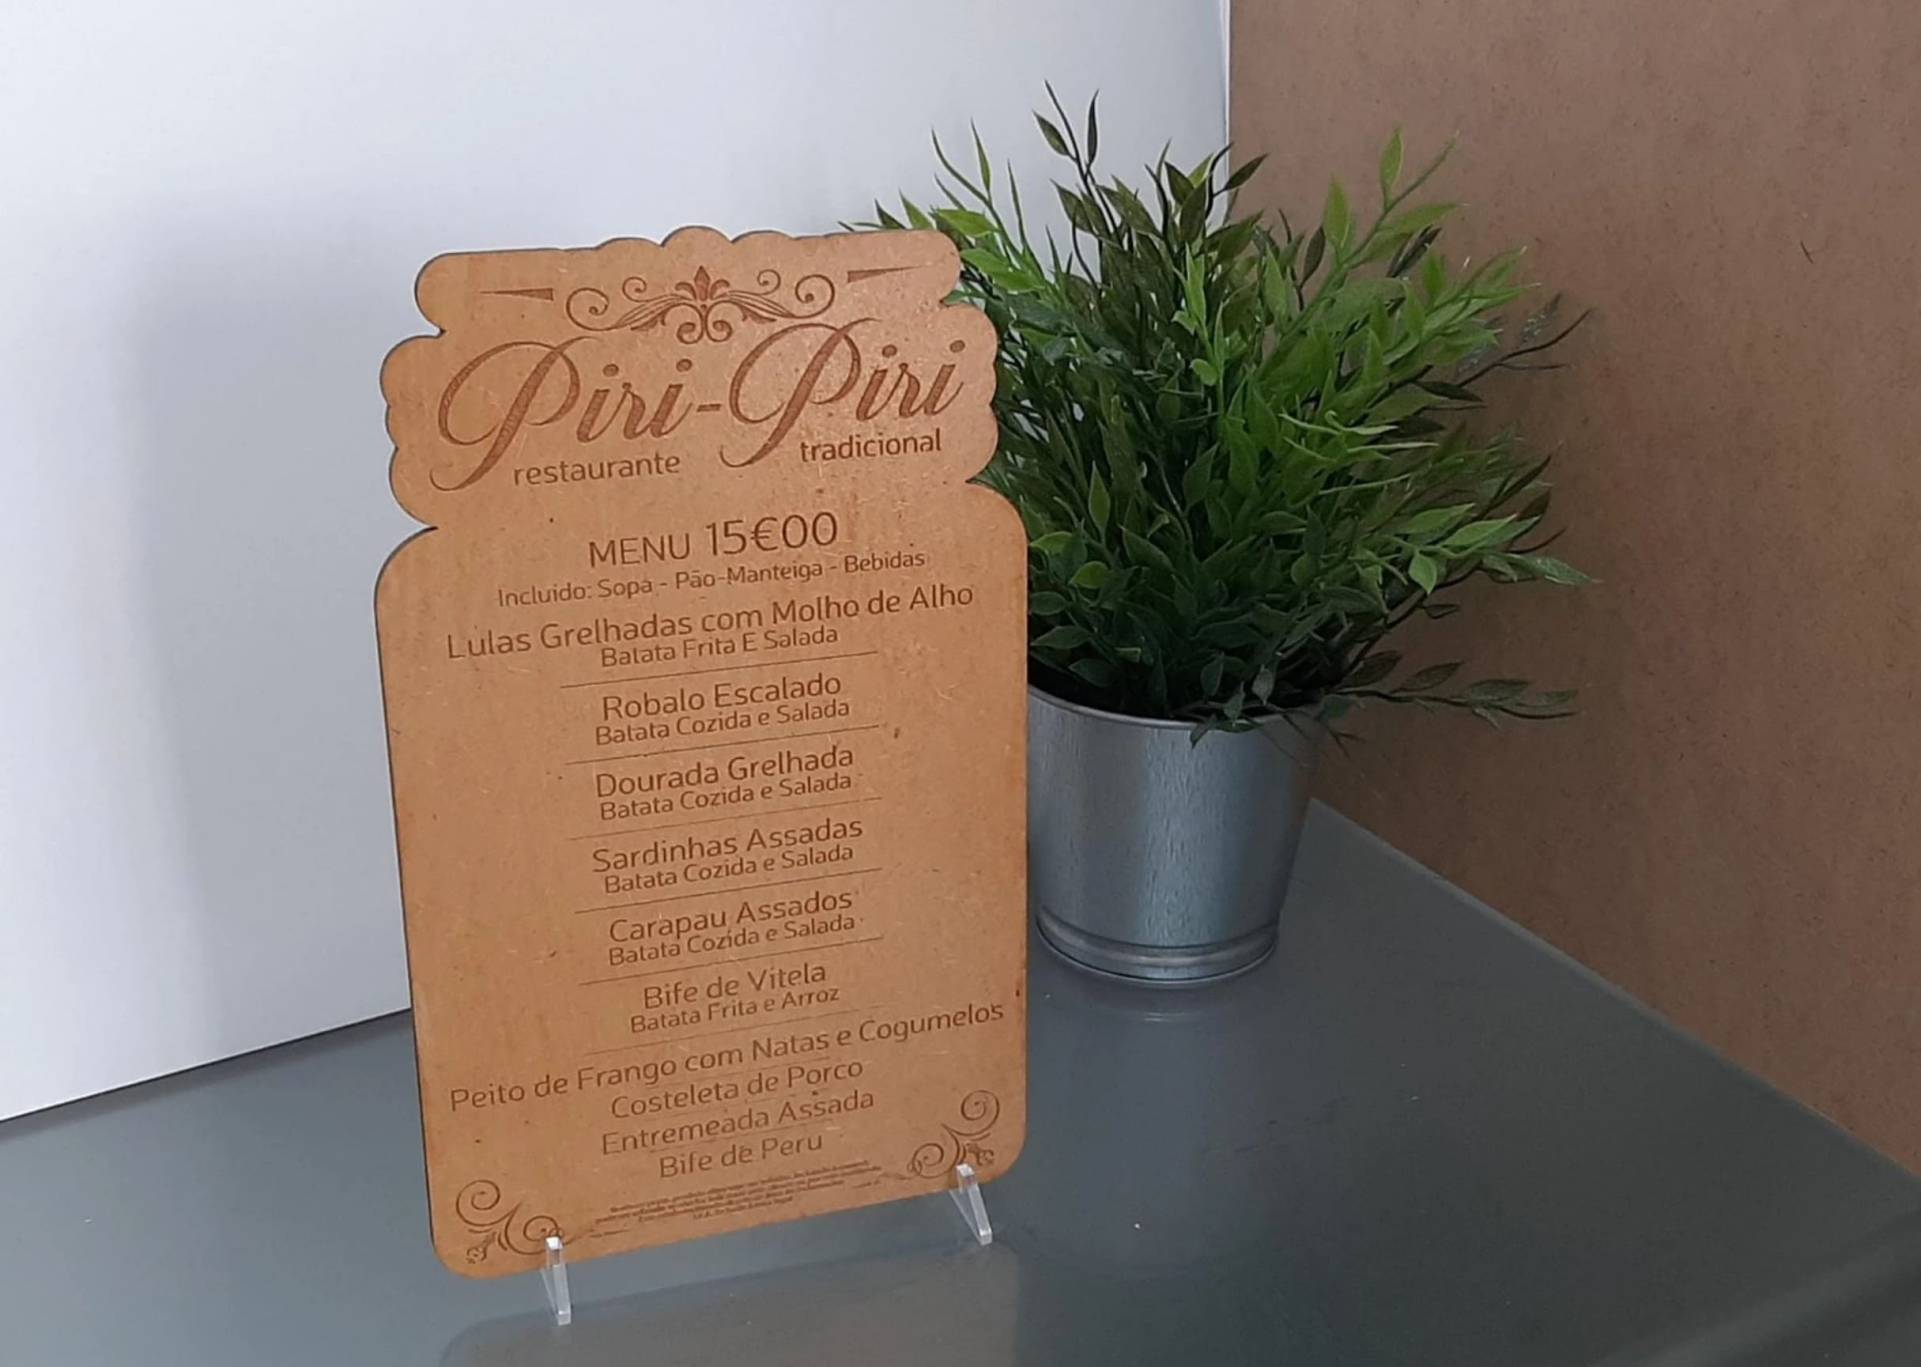 Piri-Piri
restaurante tradicional
MENU 15€00
Incluido: Sopa - Pão-Manteiga - Bebidas
Lulas Grelhadas com Molho de Alho
Batata Frita E Salada
Robalo Escalado
Batata Cozida e Salada
Dourada Grelhada
Batata Cozida e Salada
Sardinhas Assadas
Batata Cozida e Salada
Carapau Assados
Batata Cozida e Salada
Bife de Vitela
Batata Frita e Arroz
Peito de Frango com Natas e Cogumelos
Costeleta de Porco
Entremeada Assada
Bife de Peru